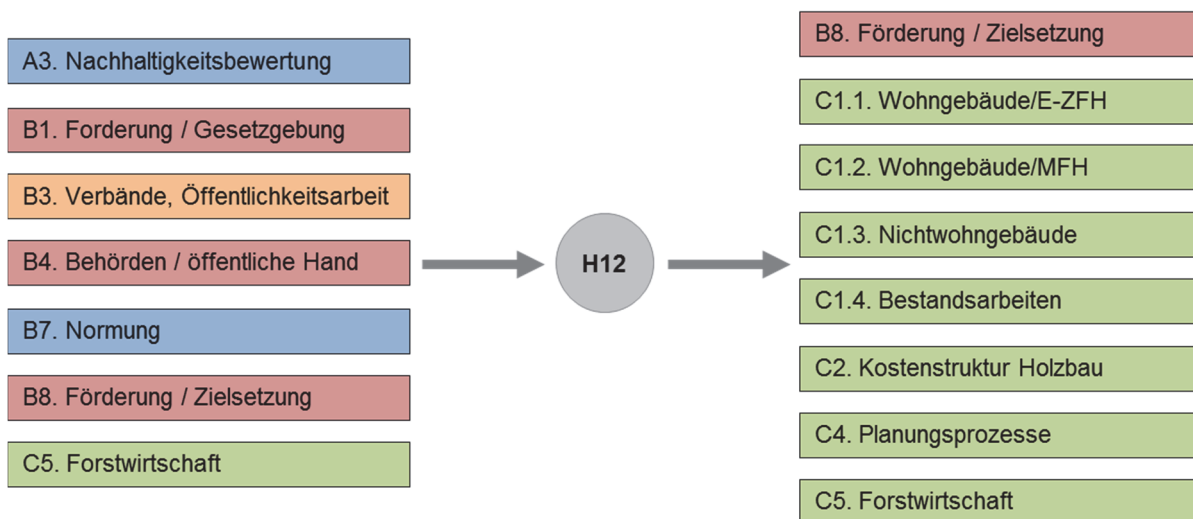 A3. Nachhaltigkeitsbewertung
B1. Forderung / Gesetzgebung
B3. Verbände, Öffentlichkeitsarbeit
B4. Behörden / öffentliche Hand
B7. Normung
B8. Förderung / Zielsetzung
C5. Forstwirtschaft
H12
B8. Förderung / Zielsetzung
C1.1. Wohngebäude/E-ZFH
C1.2. Wohngebäude/MFH
C1.3. Nichtwohngebäude
C1.4. Bestandsarbeiten
C2. Kostenstruktur Holzbau
C4. Planungsprozesse
C5. Forstwirtschaft